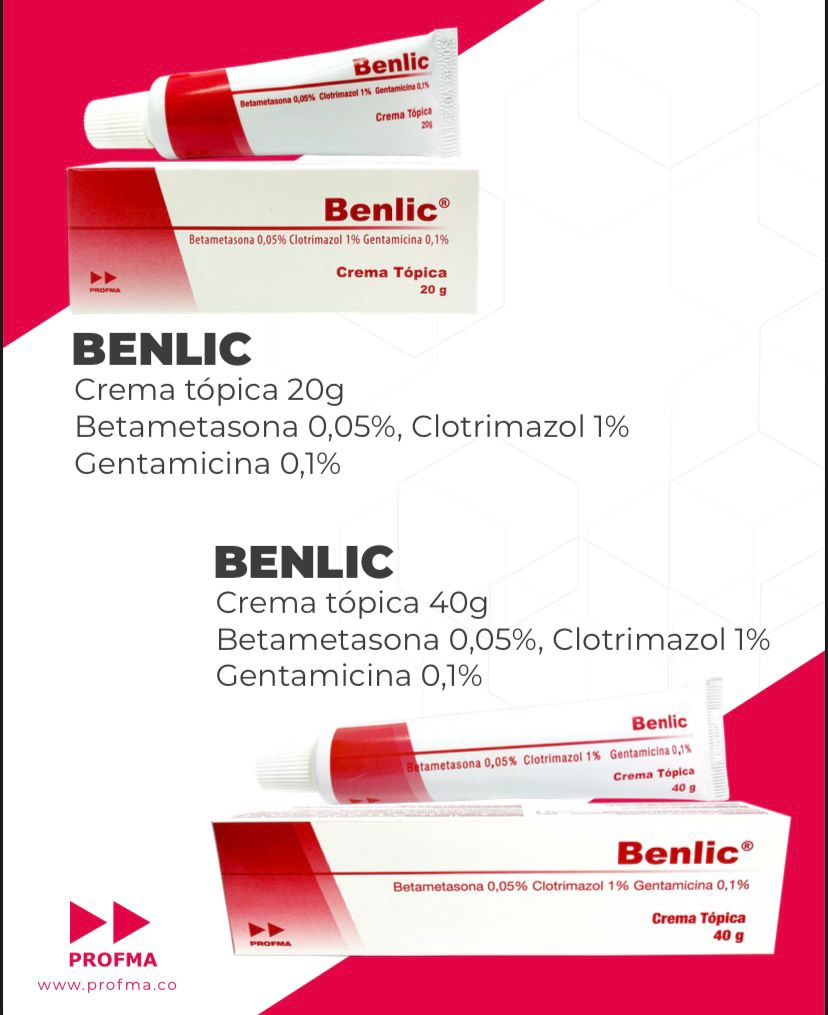 Benlic
Betametasona 0,05% Clotrimazol 1% Gentamicina 0,1%
Crema Tópica
20g
Benlic®
Betametasona 0,05% Clotrimazol 1% Gentamicina 0,1%
Crema Tópica
20 g
PROFMA
BENLIC
Crema tópica 20g
Betametasona 0,05%, Clotrimazol 1%
Gentamicina 0,1%
BENLIC
Crema tópica 40g
Betametasona 0,05%, Clotrimazol 1%
Gentamicina 0,1%
Benlic
Betametasona 0,05% Clotrimazol 1% Gentamicina 0,1%
Crema Tópica
40 g
Benlic®
Betametasona 0,05% Clotrimazol 1% Gentamicina 0,1%
Crema Tópica
40 g
PROFMA
PROFMA
www.profma.co